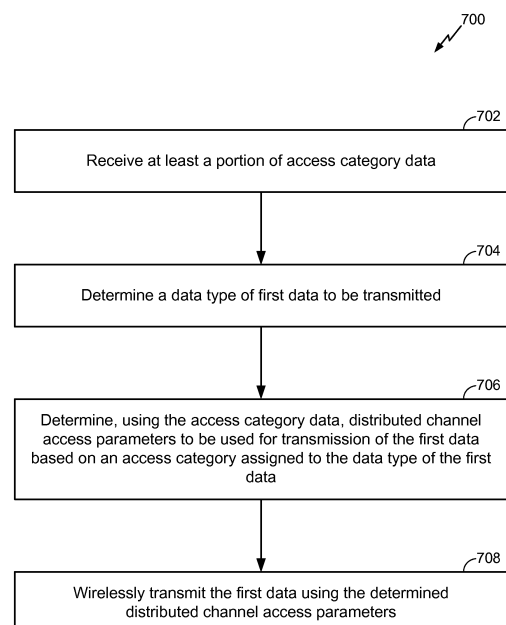 700
702
Receive at least a portion of access category data
704
Determine a data type of first data to be transmitted
706
Determine, using the access category data, distributed channel
access parameters to be used for transmission of the first data
based on an access category assigned to the data type of the first
data
708
Wirelessly transmit the first data using the determined
distributed channel access parameters